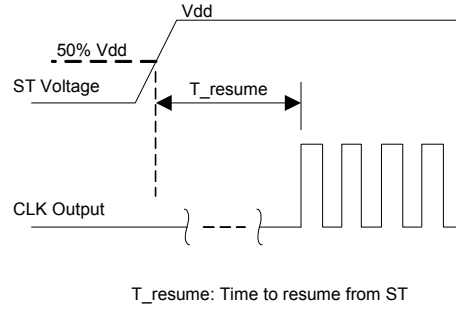 Vdd
50% Vdd
ST Voltage
T_resume
CLK Output
T_resume: Time to resume from ST